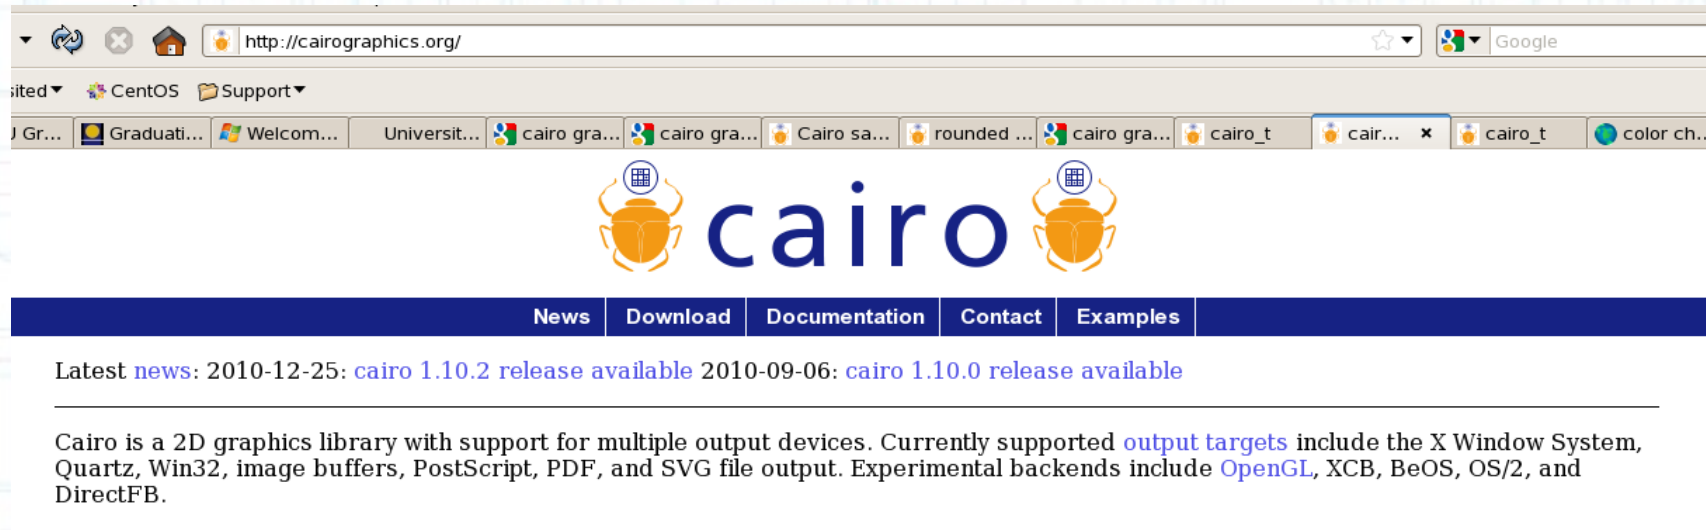 http://cairographics.org/ Google
sited CentOS Support
J Gr... Graduati... Welcom... Universit... cairo gra... cairo gra... Cairo sa... rounded ... cairo gra... cairo_t cair... cairo_t color ch...
cairo
News Download Documentation Contact Examples
Latest news: 2010-12-25: cairo 1.10.2 release available 2010-09-06: cairo 1.10.0 release available
Cairo is a 2D graphics library with support for multiple output devices. Currently supported output targets include the X Window System,
Quartz, Win32, image buffers, PostScript, PDF, and SVG file output. Experimental backends include OpenGL, XCB, BeOS, OS/2, and
DirectFB.